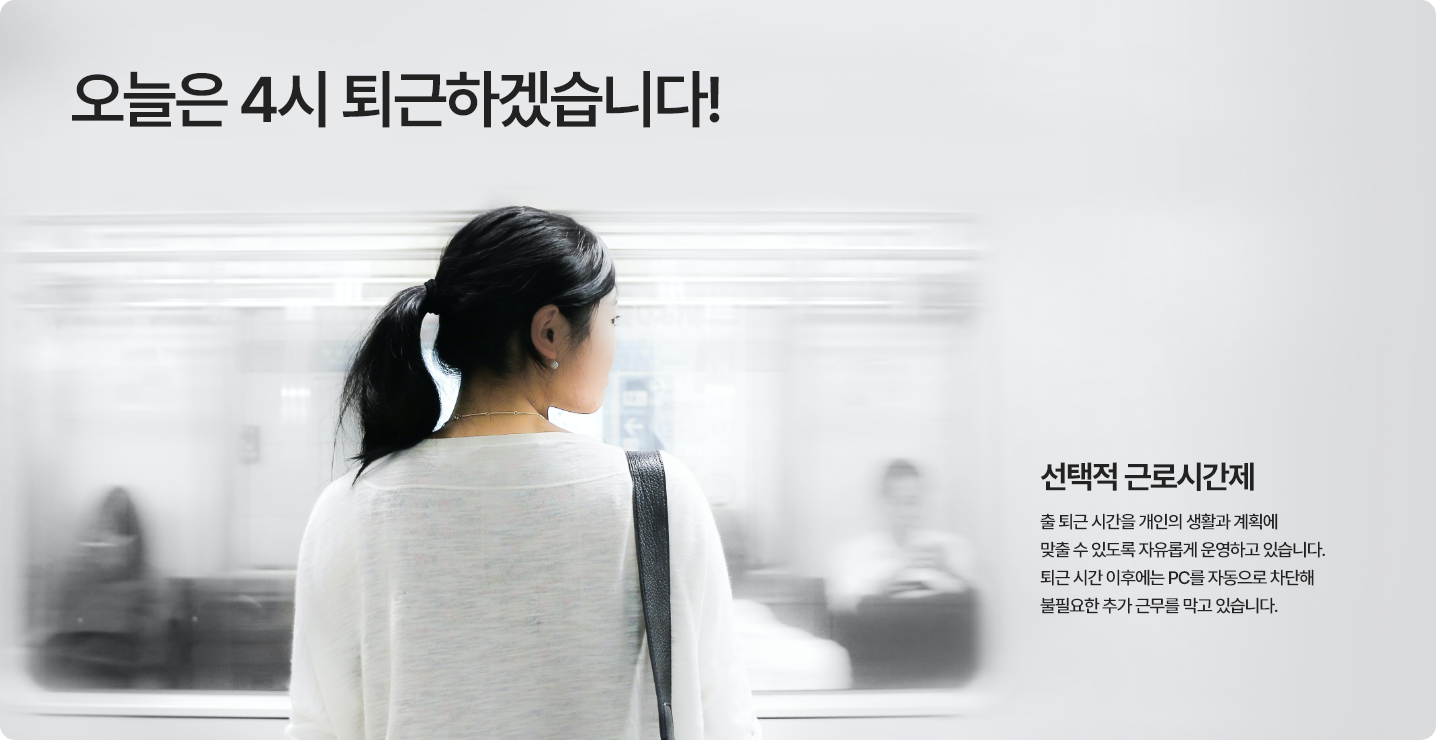 오늘은 4시 퇴근하겠습니다!
선택적 근로시간제
출 퇴근 시간을 개인의 생활과 계획에
맞출 수 있도록 자유롭게 운영하고 있습니다.
퇴근 시간 이후에는 PC를 자동으로 차단해
불필요한 추가 근무를 막고 있습니다.